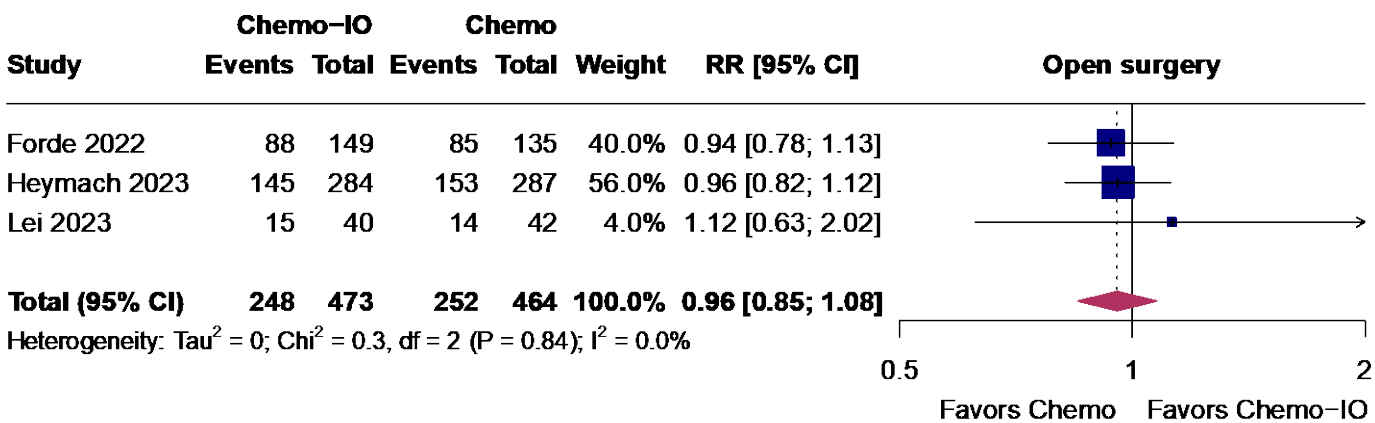 Chemo-IO Chemo
Study Events Total Events Total Weight RR [95% CI] Open surgery
Forde 2022 88 149 85 135 40.0% 0.94 [0.78; 1.13]
Heymach 2023 145 284 153 287 56.0% 0.96 [0.82; 1.12]
Lei 2023 15 40 14 42 4.0% 1.12 [0.63; 2.02]
Total (95% CI) 248 473 252 464 100.0% 0.96 [0.85; 1.08]
Heterogeneity: Tau² = 0; Chi² = 0.3, df = 2 (P = 0.84); I² = 0.0%
0.5 1 2
Favors Chemo Favors Chemo-IO